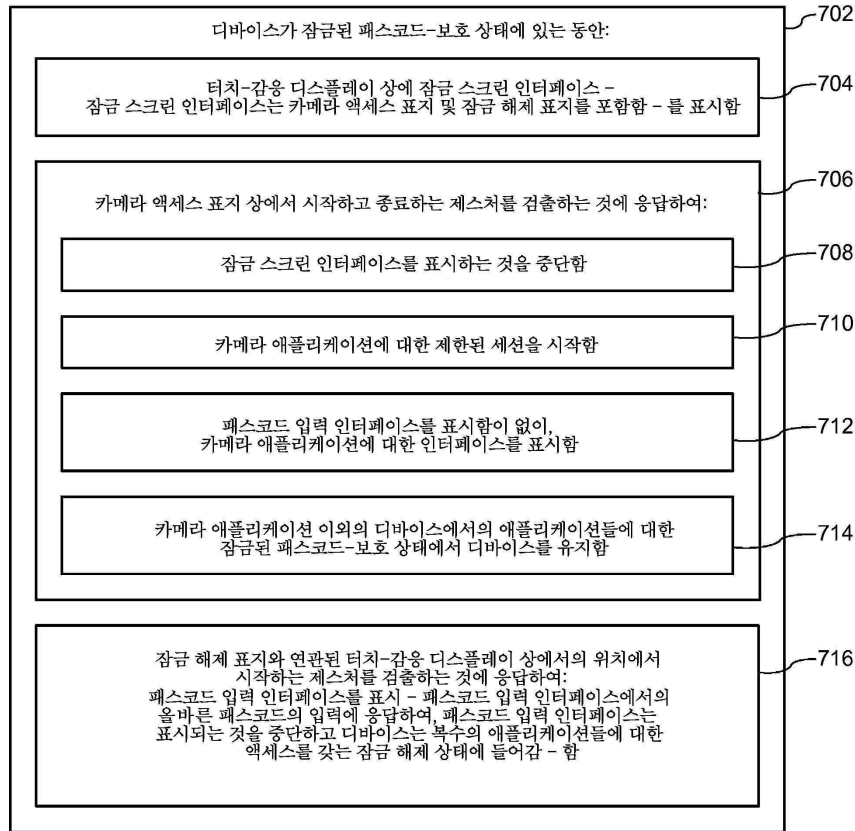 디바이스가 잠금된 패스코드-보호 상태에 있는 동안:
702
터치-감응 디스플레이 상에 잠금 스크린 인터페이스 -
잠금 스크린 인터페이스는 카메라 액세스 표지 및 잠금 해제 표지를 포함함 - 를 표시함
704
카메라 액세스 표지 상에서 시작하고 종료하는 제스처를 검출하는 것에 응답하여:
706
잠금 스크린 인터페이스를 표시하는 것을 중단함
708
카메라 애플리케이션에 대한 제한된 세션을 시작함
710
패스코드 입력 인터페이스를 표시함이 없이,
카메라 애플리케이션에 대한 인터페이스를 표시함
712
카메라 애플리케이션 이외의 디바이스에서의 애플리케이션들에 대한
잠금된 패스코드-보호 상태에서 디바이스를 유지함
714
잠금 해제 표지와 연관된 터치-감응 디스플레이 상에서의 위치에서
시작하는 제스처를 검출하는 것에 응답하여:
패스코드 입력 인터페이스를 표시 - 패스코드 입력 인터페이스에서의
올바른 패스코드의 입력에 응답하여, 패스코드 입력 인터페이스는
표시되는 것을 중단하고 디바이스는 복수의 애플리케이션들에 대한
액세스를 갖는 잠금 해제 상태에 들어감 - 함
716